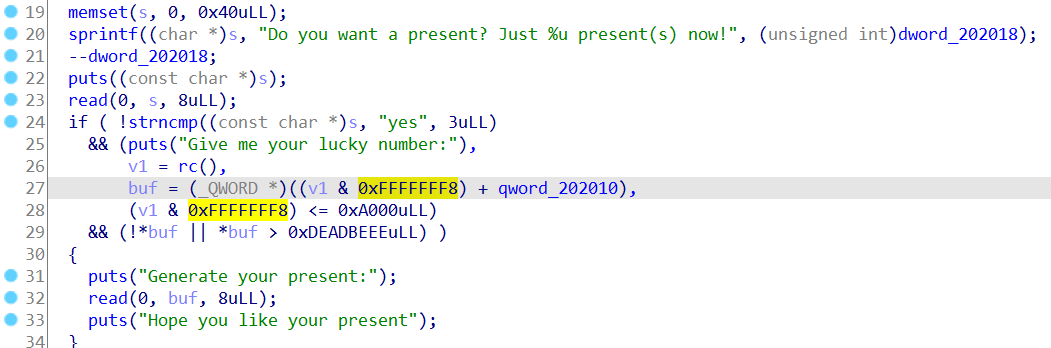 19 memset(s, 0, 0x40uLL);
20 sprintf((char *)s, "Do you want a present? Just %u present(s) now!", (unsigned int)dword_202018);
21 --dword_202018;
22 puts((const char *)s);
23 read(0, s, 8uLL);
24 if ( !strncmp((const char *)s, "yes", 3uLL)
25 && (puts("Give me your lucky number:"),
26 v1 = rc(),
27 buf = (_QWORD *)((v1 & 0xFFFFFFF8) + qword_202010),
28 (v1 & 0xFFFFFFF8) <= 0xA000uLL)
29 && (!*buf || *buf > 0xDEADBEEEuLL) )
30 {
31 puts("Generate your present:");
32 read(0, buf, 8uLL);
33 puts("Hope you like your present");
34 }